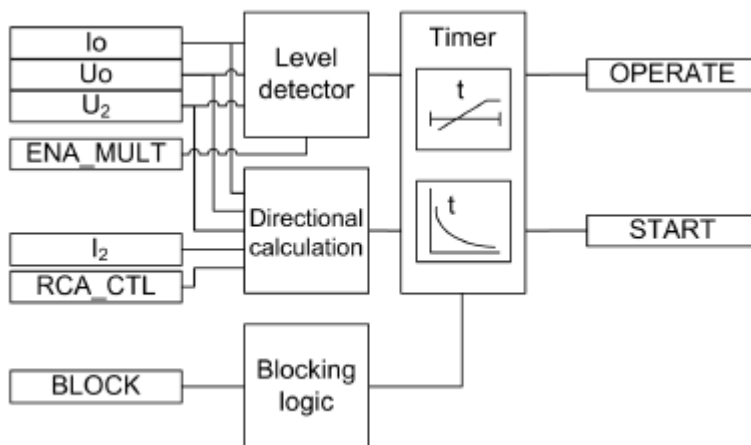 Io
Uo
U₂
ENA_MULT
I₂
RCA_CTL
BLOCK
Level
detector
Directional
calculation
Blocking
logic
Timer
t
t
OPERATE
START